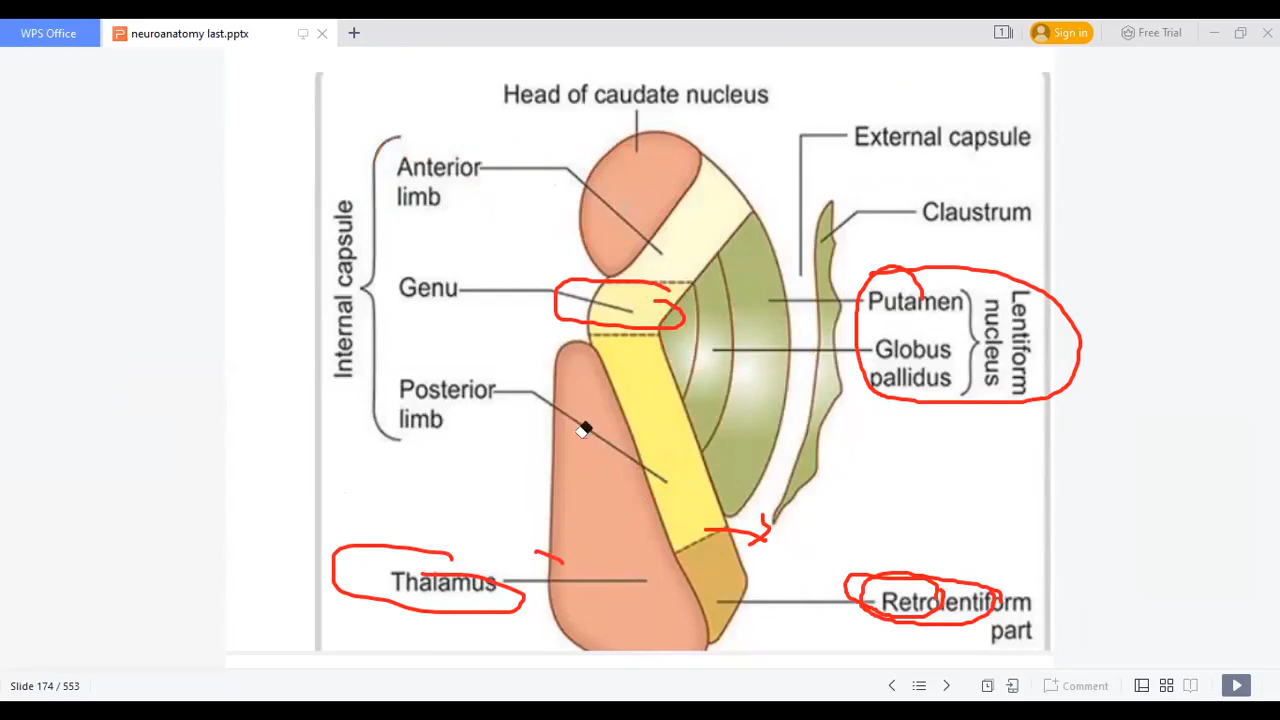 WPS Office
neuroanatomy last.pptx
1
Sign in
Free Trial
Head of caudate nucleus
External capsule
Anterior
limb
Claustrum
Internal capsule
Genu
Putamen
Globus
pallidus
Lentiform
nucleus
Posterior
limb
Thalamus
Retrolentiform
part
Slide 174 / 553
Comment